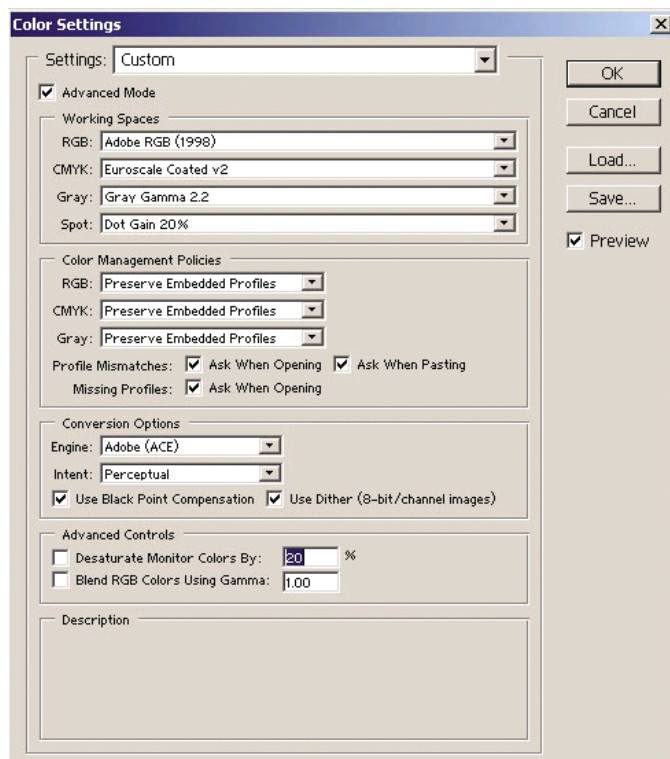 Color Settings
Settings: Custom
OK
Advanced Mode
Cancel
Working Spaces
RGB: Adobe RGB (1998)
CMYK: Euroscale Coated v2
Load...
Gray: Gray Gamma 2.2
Save...
Spot: Dot Gain 20%
Preview
Color Management Policies
RGB: Preserve Embedded Profiles
CMYK: Preserve Embedded Profiles
Gray: Preserve Embedded Profiles
Profile Mismatches: Ask When Opening Ask When Pasting
Missing Profiles: Ask When Opening
Conversion Options
Engine: Adobe (ACE)
Intent: Perceptual
Use Black Point Compensation Use Dither (8-bit/channel images)
Advanced Controls
Desaturate Monitor Colors By: 20 %
Blend RGB Colors Using Gamma: 1.00
Description